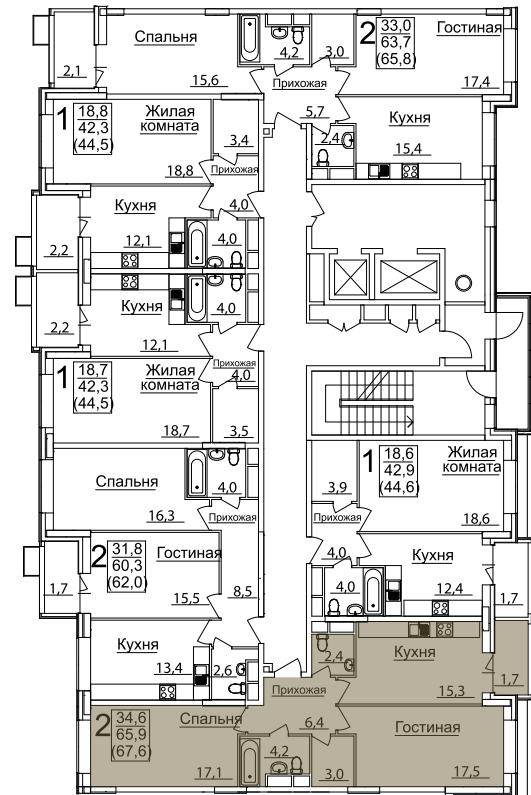 Спальня
4,2
2
33,0
63,7
(65,8)
Гостиная
3,0
2,1
15,6
Прихожая
17,4
1
18,8
42,3
(44,5)
Жилая
комната
5,7
Кухня
3,4
2,4
15,4
18,8
Прихожая
Кухня
4,0
2,2
12,1
4,0
2,2
Кухня
4,0
12,1
Прихожая
4,0
1
18,7
42,3
(44,5)
Жилая
комната
18,7
3,5
1
18,6
42,9
(44,6)
Жилая
комната
Спальня
4,0
3,9
16,3
Прихожая
Прихожая
18,6
2
31,8
60,3
(62,0)
Гостиная
4,0
Кухня
1,7
15,5
8,5
4,0
12,4
1,7
Кухня
13,4
2,6
2,4
Кухня
Прихожая
15,3
1,7
2
34,6
65,9
(67,6)
Спальня
6,4
Гостиная
17,1
4,2
3,0
17,5